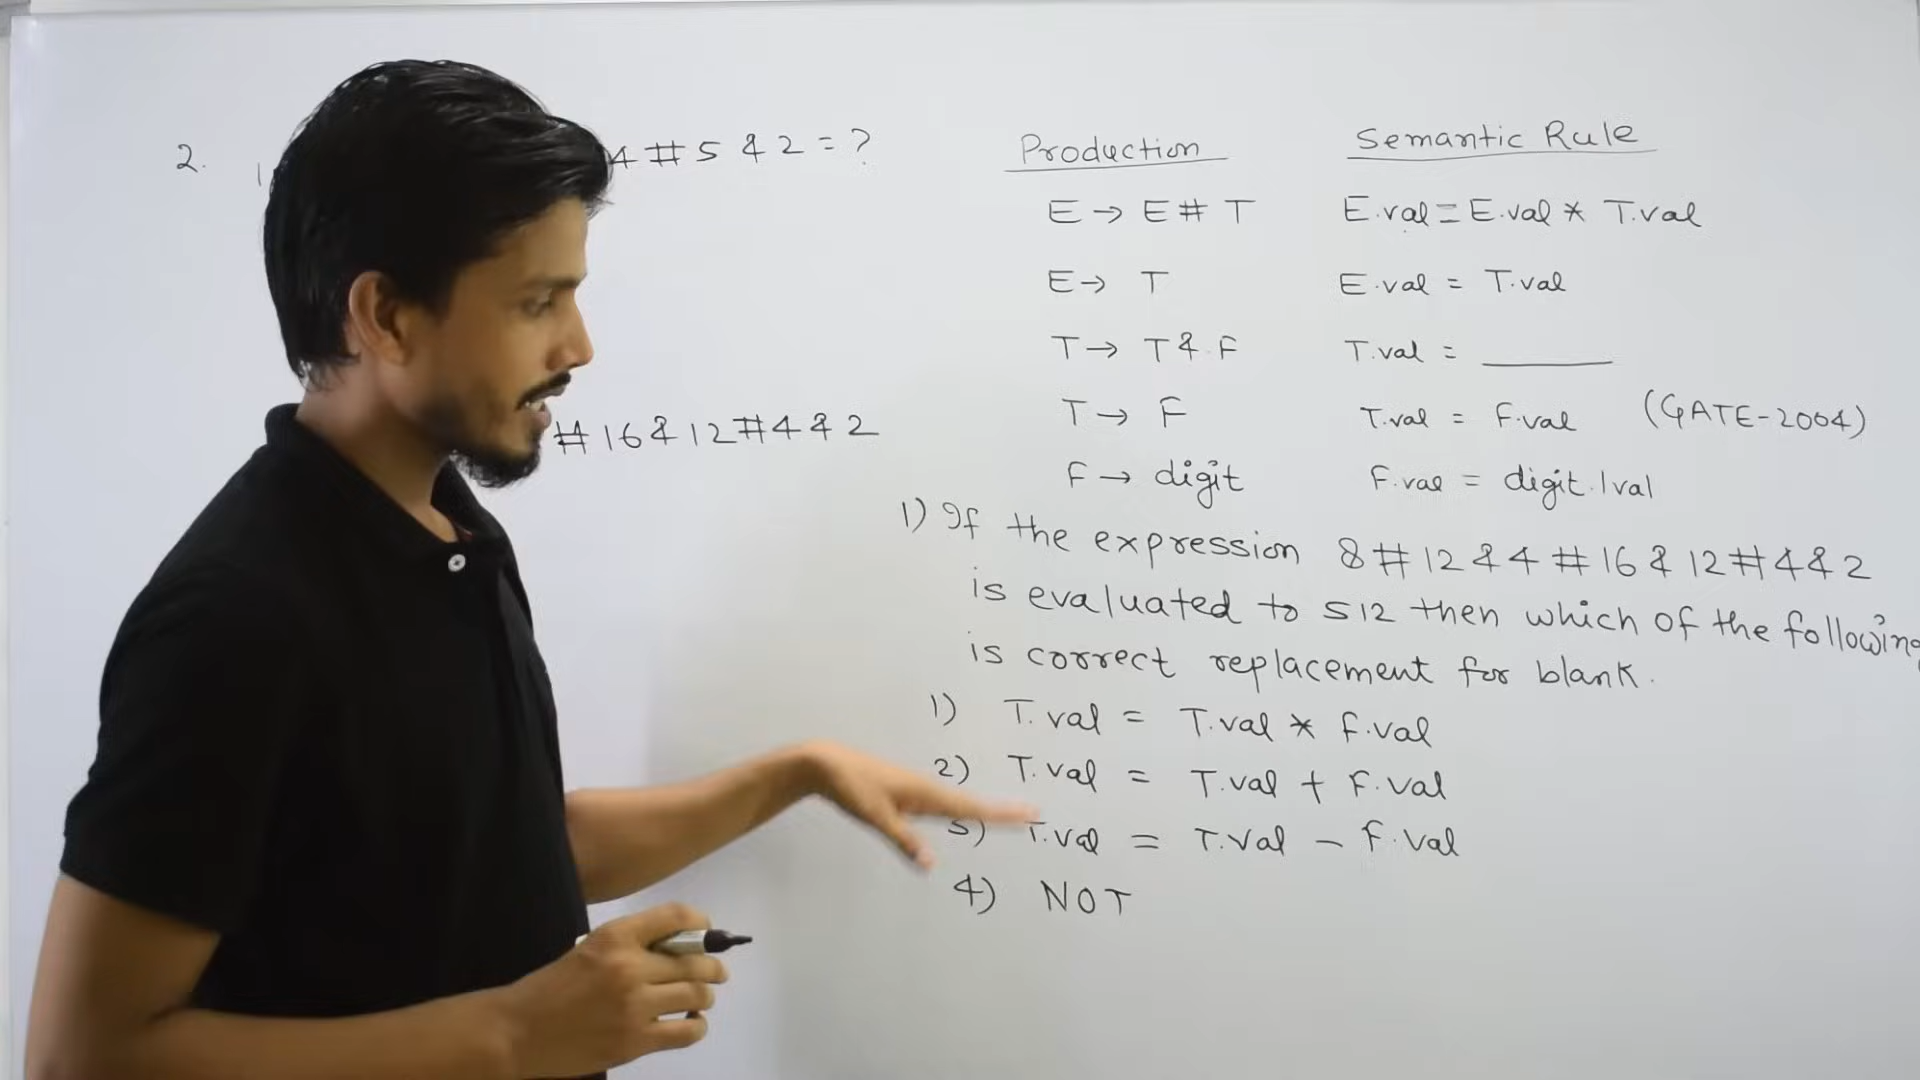 2. 4 # 5 & 2 = ?
# 16 & 12 # 4 & 2
Production Semantic Rule
E → E # T E.val = E.val * T.val
E → T E.val = T.val
T → T & F T.val = ______
T → F T.val = F.val (GATE-2004)
F → digit F.val = digit.lval
1) If the expression 8 # 12 & 4 # 16 & 12 # 4 & 2
is evaluated to 512 then which of the following
is correct replacement for blank.
1) T.val = T.val * F.val
2) T.val = T.val + F.val
3) T.val = T.val - F.val
4) NOT